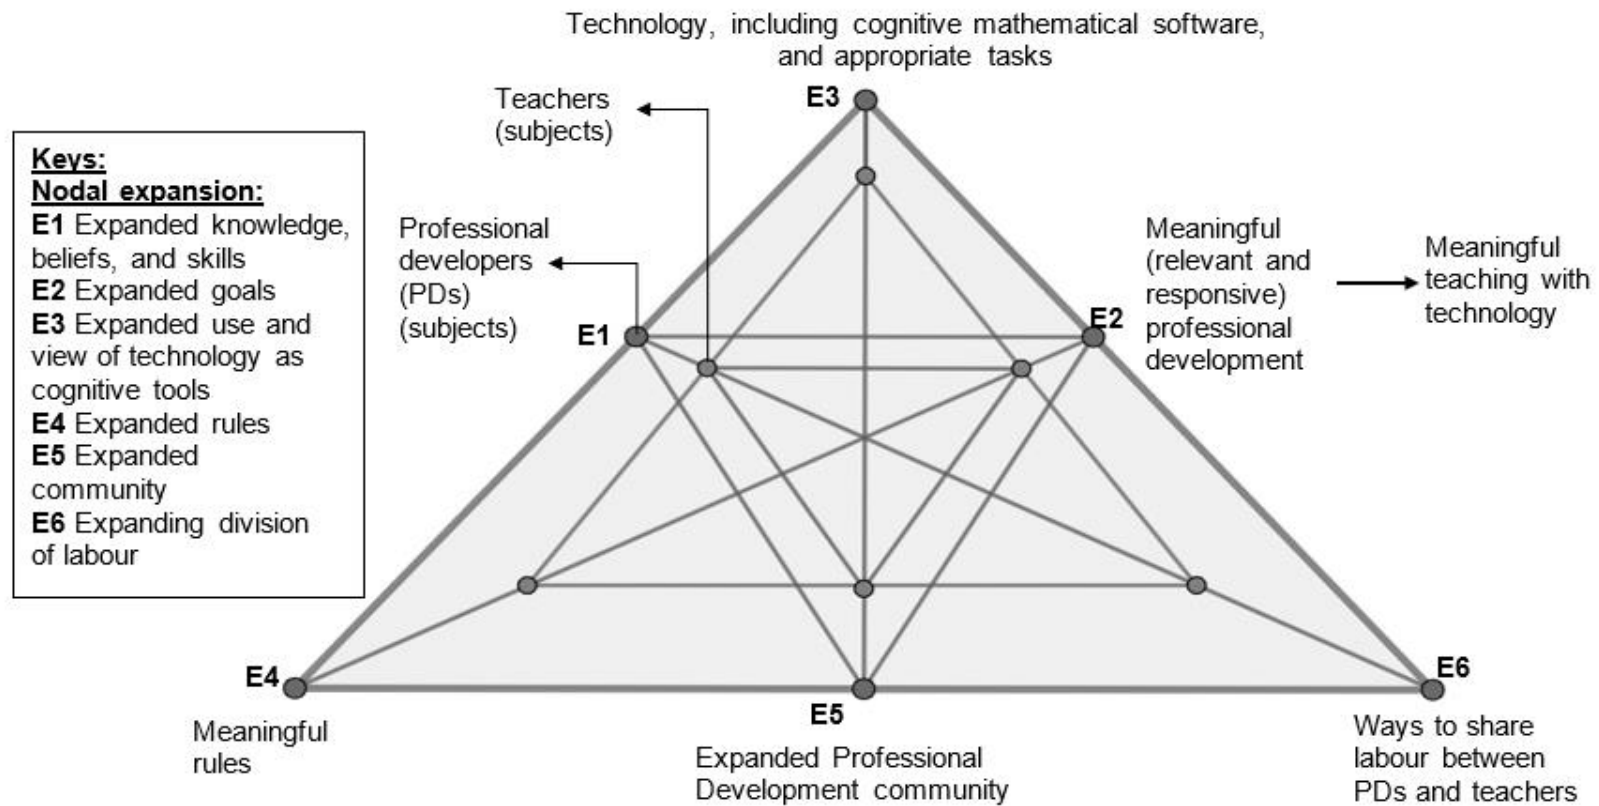 Technology, including cognitive mathematical software,
and appropriate tasks
E3
Teachers
(subjects)
Keys:
Nodal expansion:
E1 Expanded knowledge,
beliefs, and skills
E2 Expanded goals
E3 Expanded use and
view of technology as
cognitive tools
E4 Expanded rules
E5 Expanded
community
E6 Expanding division
of labour
Professional
developers
(PDs)
(subjects)
E1
E2
Meaningful
(relevant and
responsive)
professional
development
Meaningful
teaching with
technology
E4
Meaningful
rules
E5
Expanded Professional
Development community
E6
Ways to share
labour between
PDs and teachers